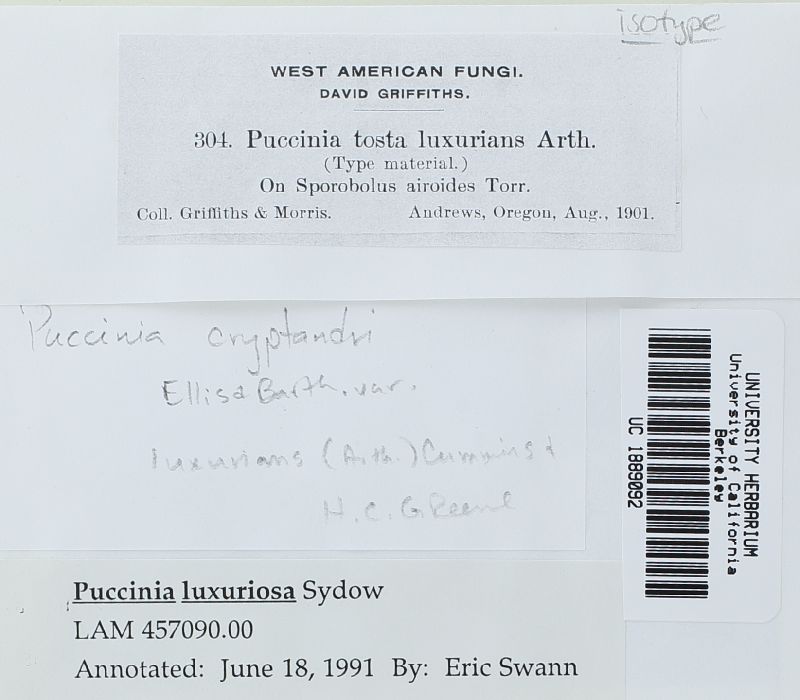 isotype
WEST AMERICAN FUNGI.
DAVID GRIFFITHS.
304. Puccinia tosta luxurians Arth.
(Type material.)
On Sporobolus airoides Torr.
Coll. Griffiths & Morris. Andrews, Oregon, Aug., 1901.
Puccinia cryptandri
Ellis & Barth. var.
luxurians (Arth.) Cummins &
H. C. Greene
UNIVERSITY HERBARIUM
University of California
Berkeley
UC 1889092
Puccinia luxuriosa Sydow
LAM 457090.00
Annotated: June 18, 1991 By: Eric Swann